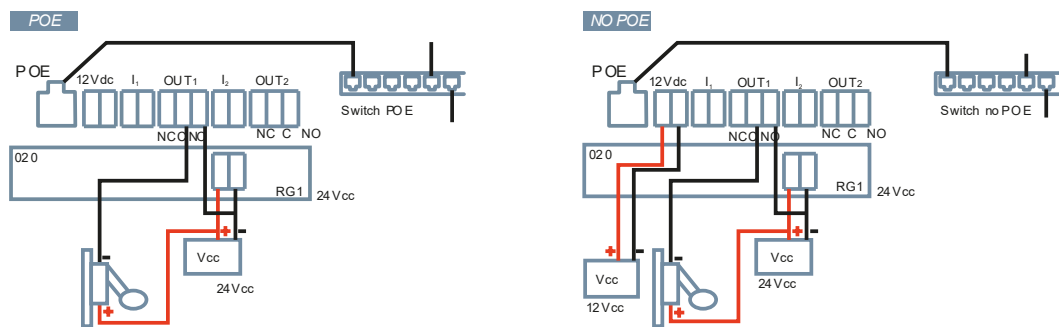 POE
POE
12Vdc
I1
OUT1
I2
OUT2
Switch POE
NC C NO
NC C NO
020
RG1
24Vcc
+
-
Vcc
24Vcc
-
+
NO POE
POE
12Vdc
I1
OUT1
I2
OUT2
Switch no POE
NC C NO
NC C NO
020
RG1
24Vcc
+
-
Vcc
12Vcc
-
+
+
-
Vcc
24Vcc